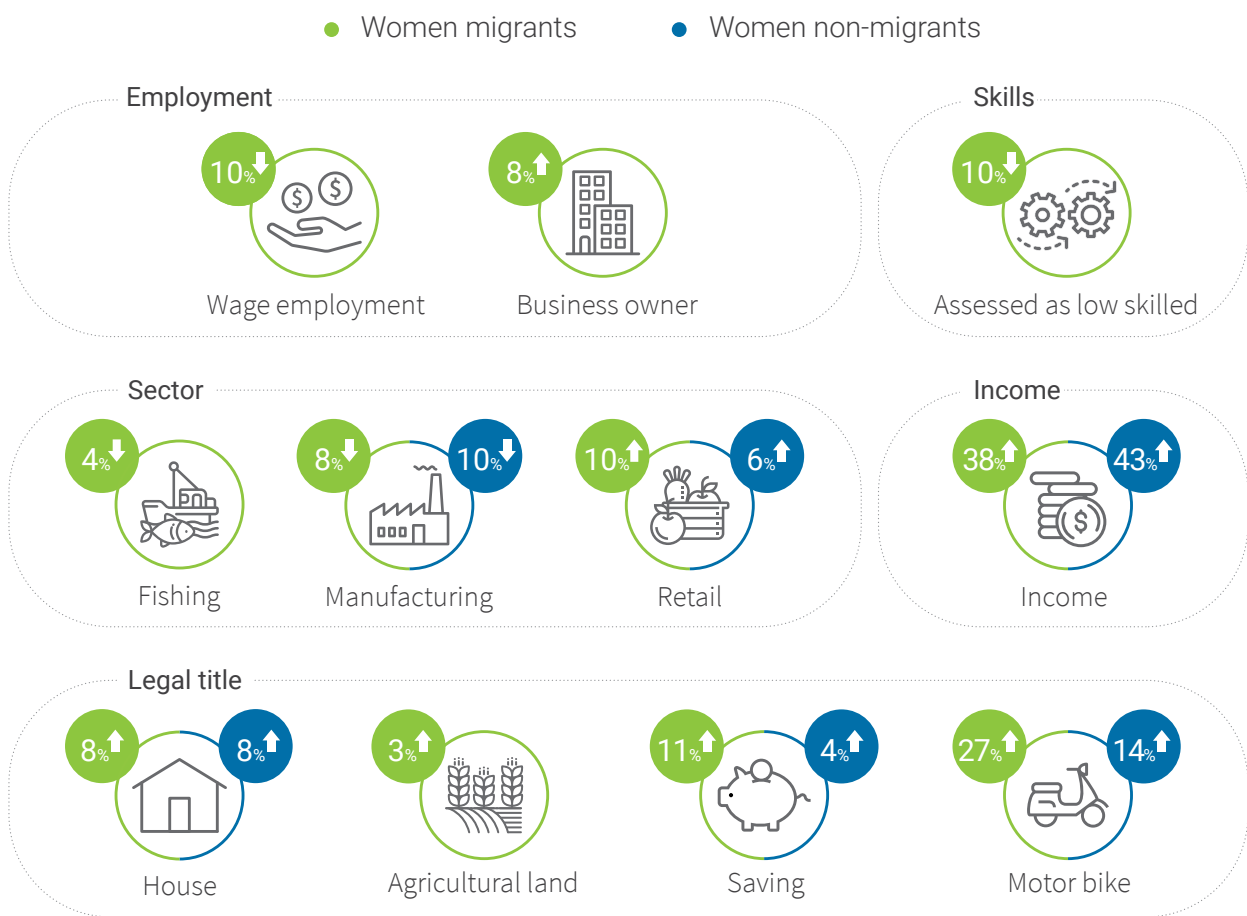 Women migrants
Women non-migrants
Employment
10%
Wage employment
8%
Business owner
Skills
10%
Assessed as low skilled
Sector
4%
Fishing
8%
10%
Manufacturing
10%
6%
Retail
Income
38%
43%
$
Income
Legal title
8%
8%
House
3%
Agricultural land
11%
4%
Saving
27%
14%
Motor bike